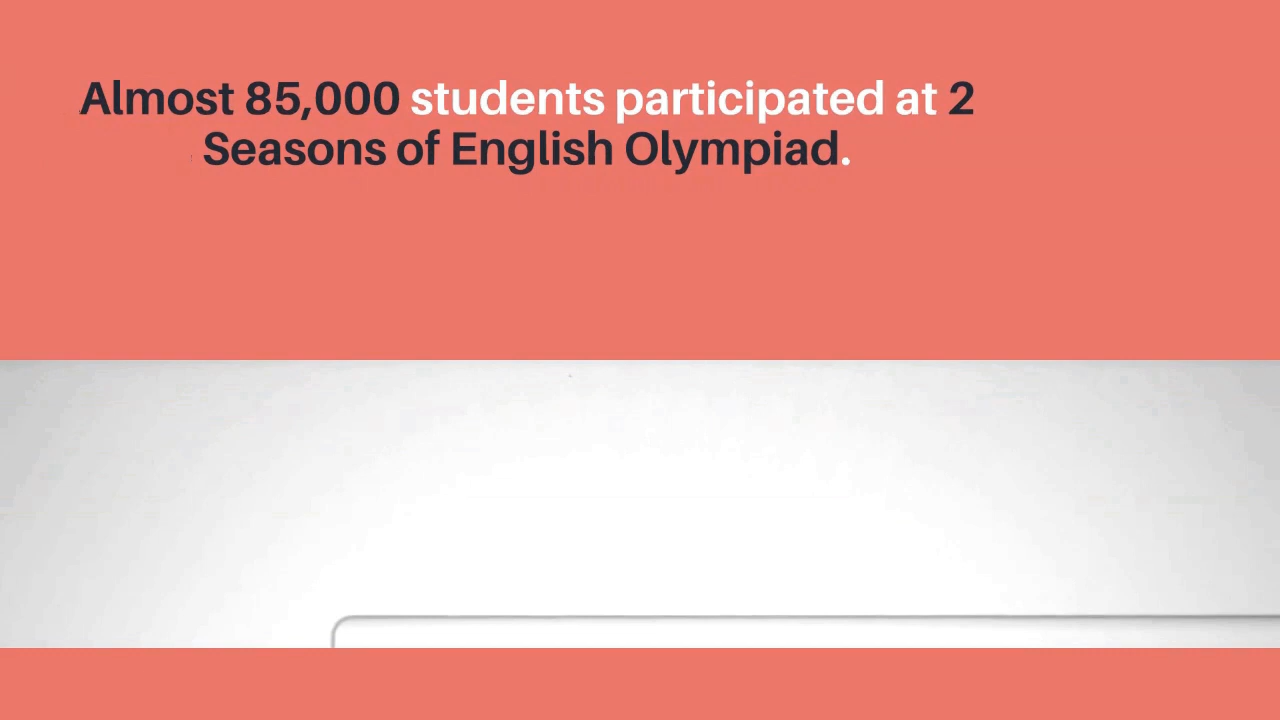 Almost 85,000 students participated at 2
Seasons of English Olympiad.